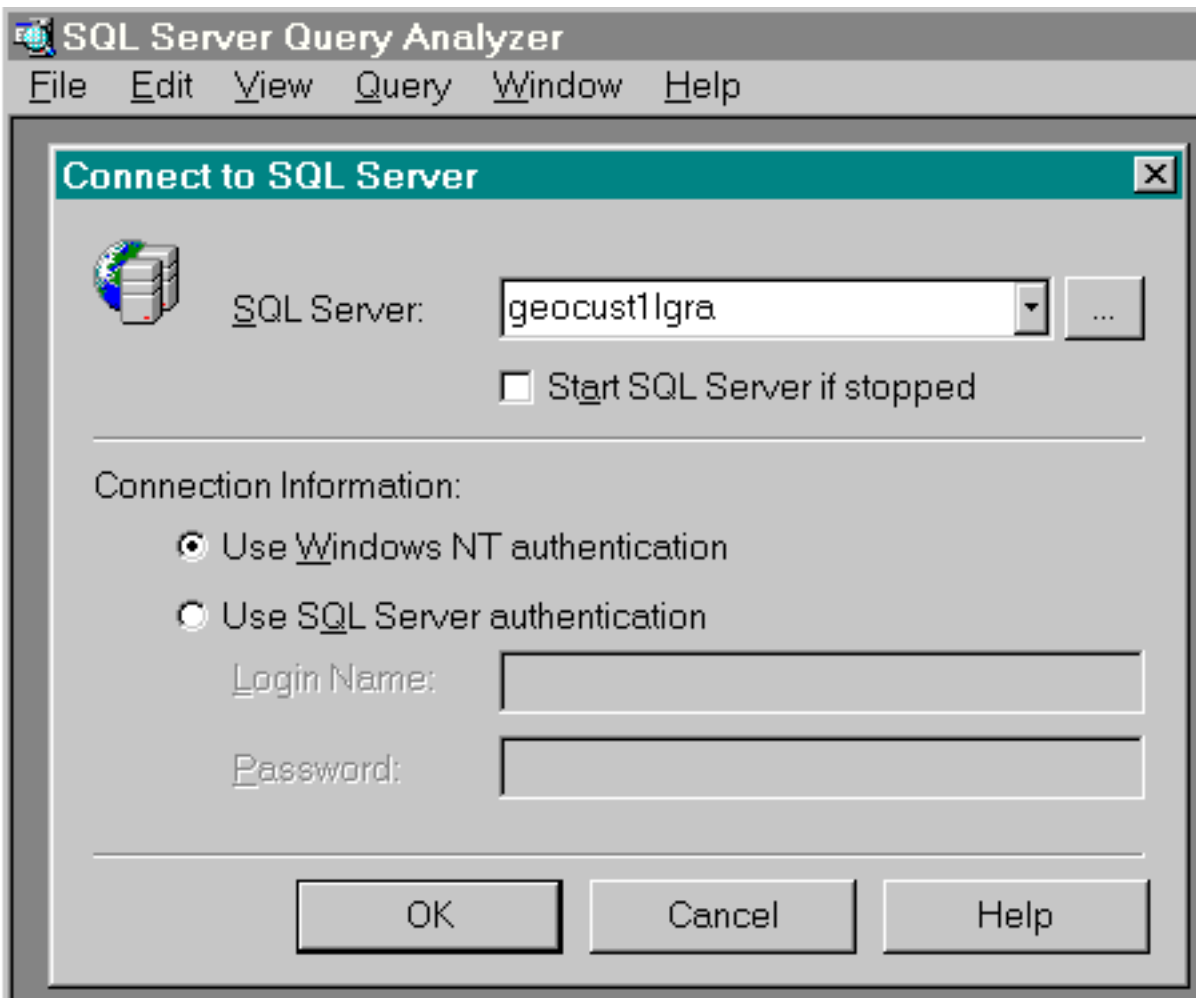 SQL Server Query Analyzer
File Edit View Query Window Help
Connect to SQL Server
SQL Server: geocust1lgra ...
Start SQL Server if stopped
Connection Information:
Use Windows NT authentication
Use SQL Server authentication
Login Name:
Password:
OK Cancel Help